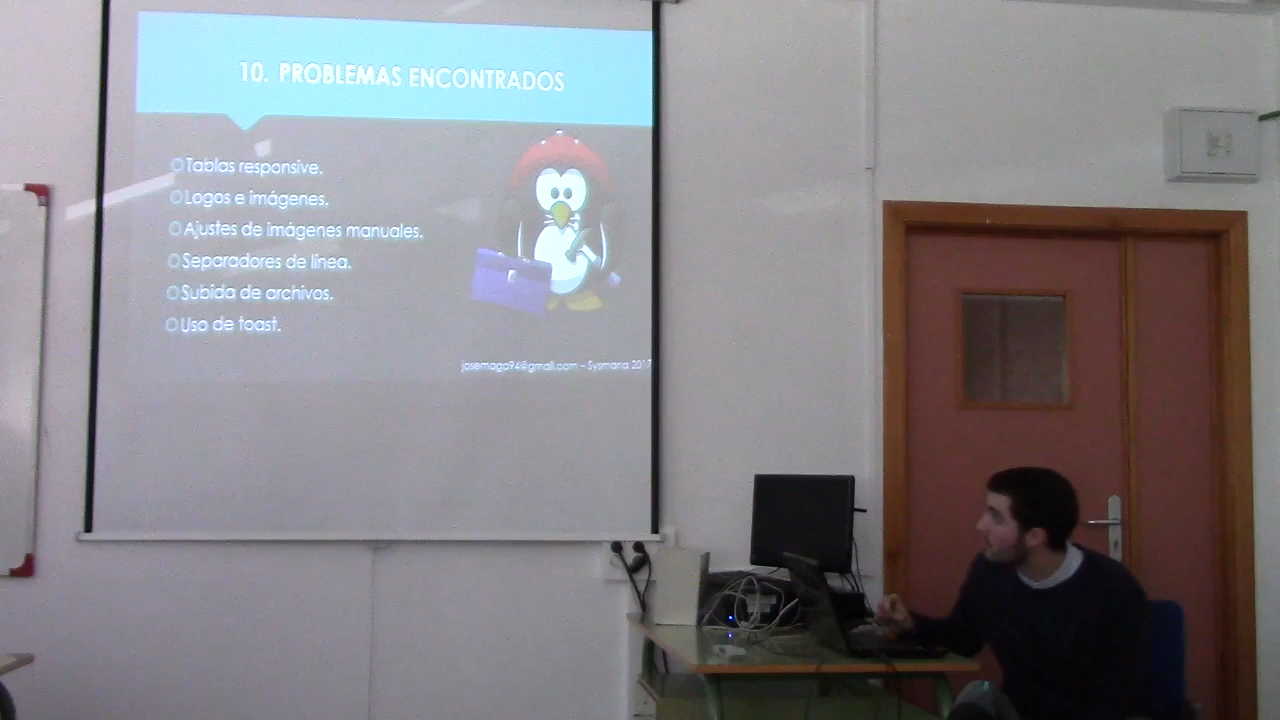 10. PROBLEMAS ENCONTRADOS
Tablas responsive.
Logos e imágenes.
Ajustes de imágenes manuales.
Separadores de línea.
Subida de archivos.
Uso de toast.
josemagp94@gmail.com – Sysmana 2017